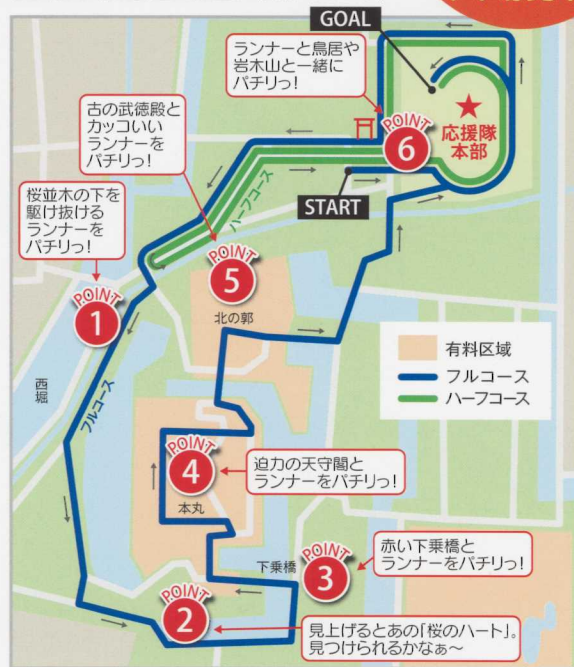 GOAL
ランナーと鳥居や
岩木山と一緒に
パチリっ!
古の武徳殿と
カッコいい
ランナーを
パチリっ!
POINT
6
★
応援隊
本部
START
桜並木の下を
駆け抜ける
ランナーを
パチリっ!
ハーフコース
POINT
1
POINT
5
北の郭
西堀
フルコース
有料区域
フルコース
ハーフコース
POINT
4
本丸
迫力の天守閣と
ランナーをパチリっ!
下乗橋
POINT
3
赤い下乗橋と
ランナーをパチリっ!
POINT
2
見上げるとあの「桜のハート」。
見つけられるかなぁ〜